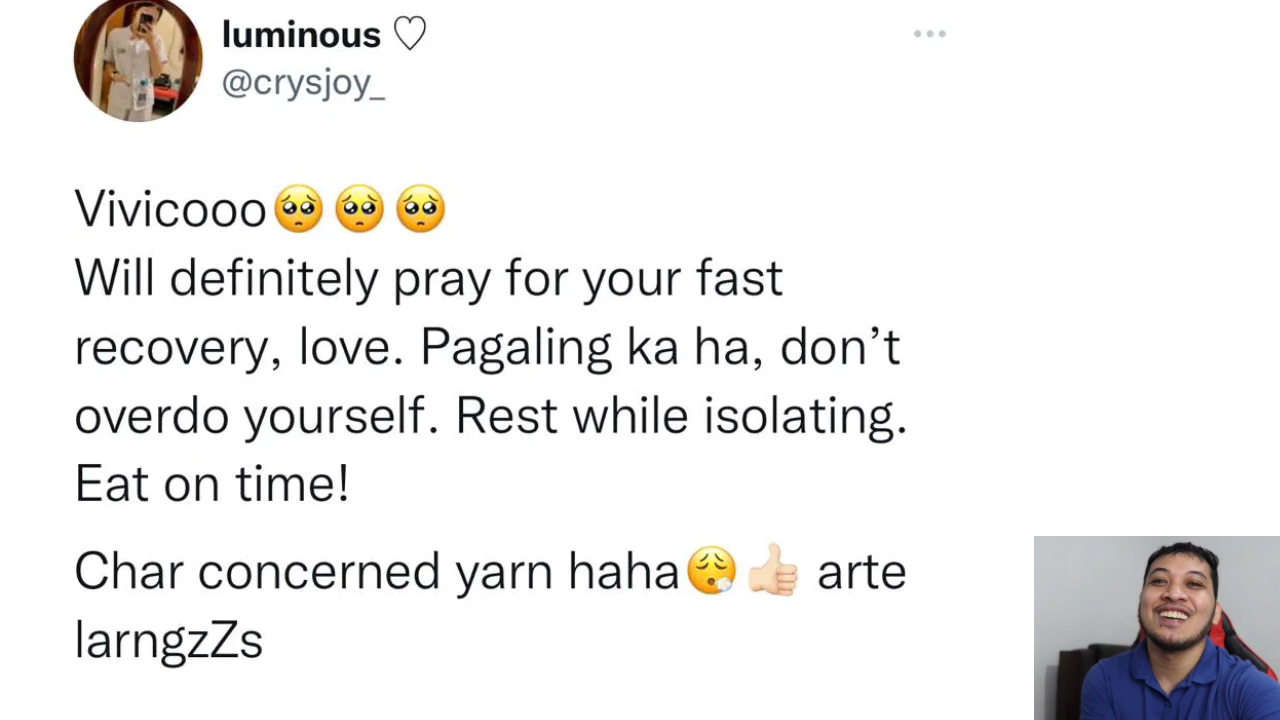 luminous ♡
@crysjoy_
Vivicooo🥺🥺🥺
Will definitely pray for your fast
recovery, love. Pagaling ka ha, don’t
overdo yourself. Rest while isolating.
Eat on time!
Char concerned yarn haha😮‍💨👍🏻 arte
larngzZs